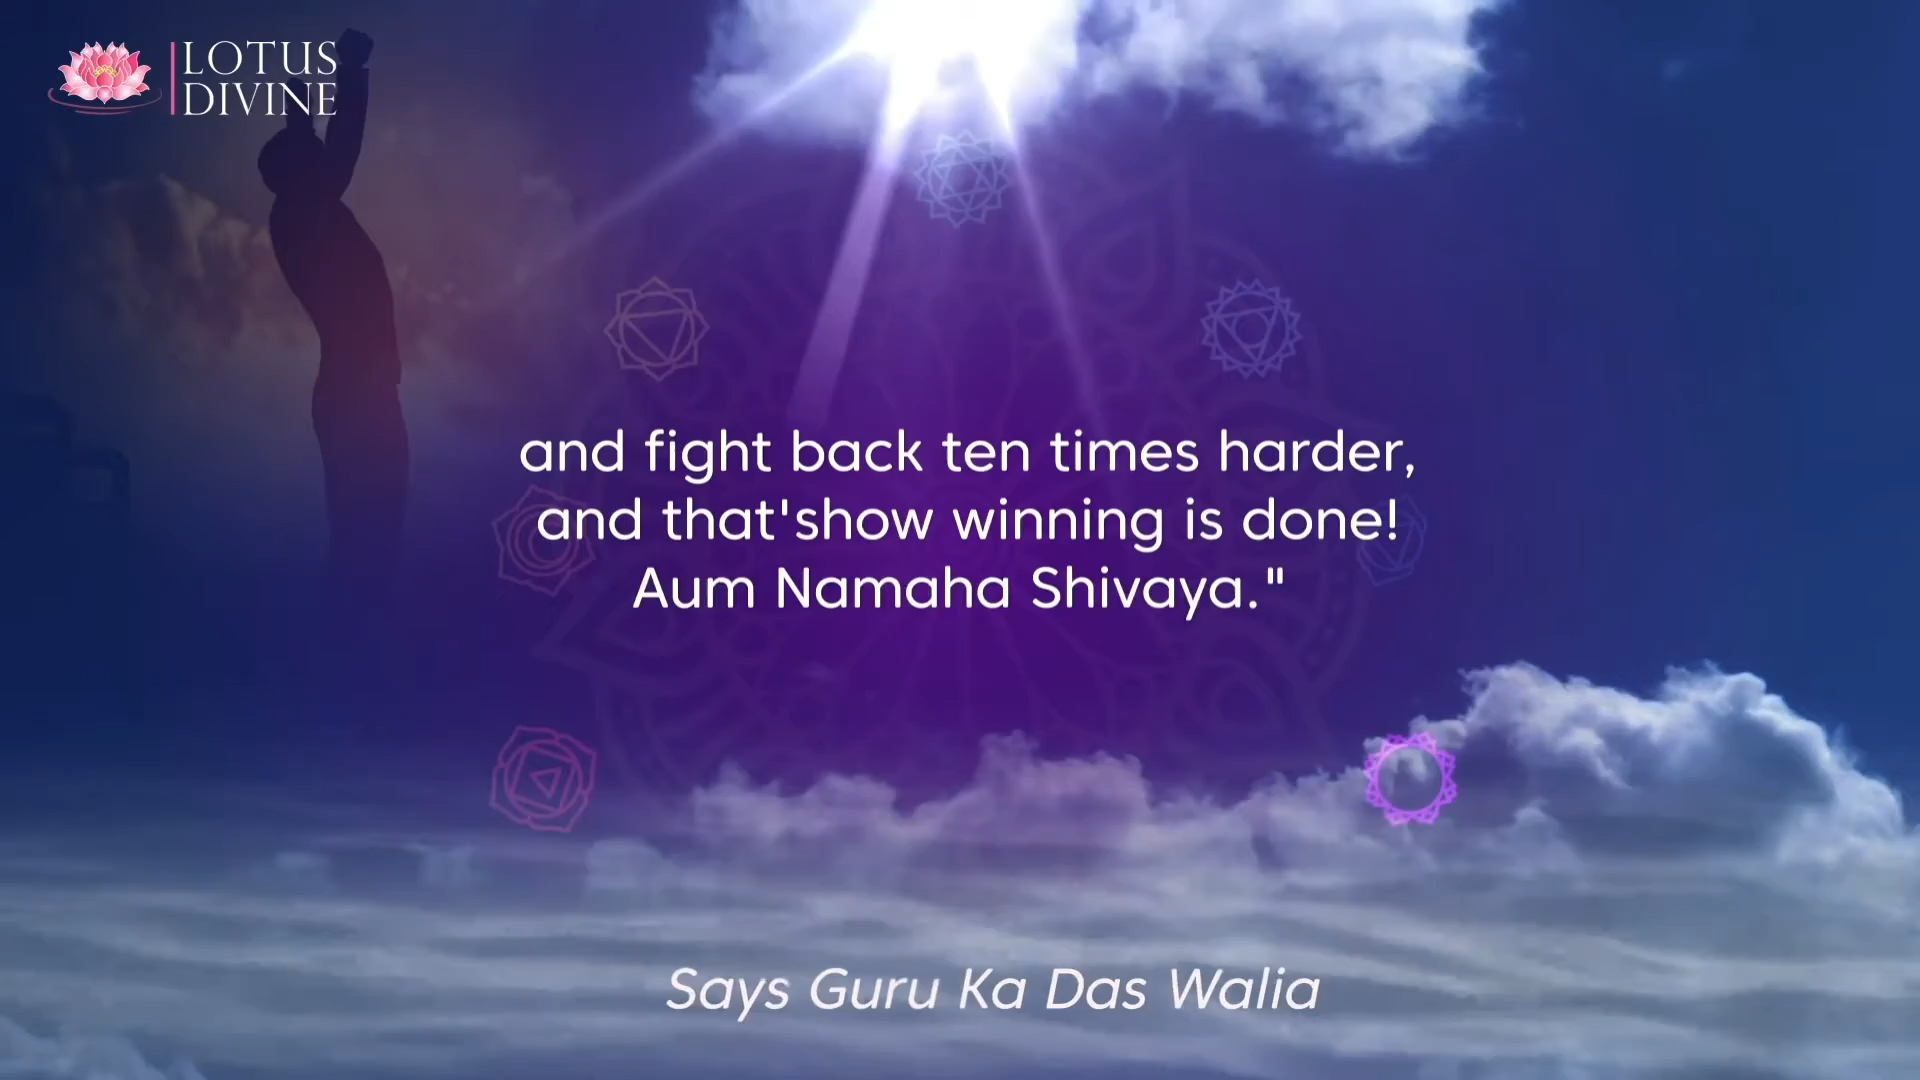 LOTUS
DIVINE
and fight back ten times harder,
and that'show winning is done!
Aum Namaha Shivaya."
Says Guru Ka Das Walia